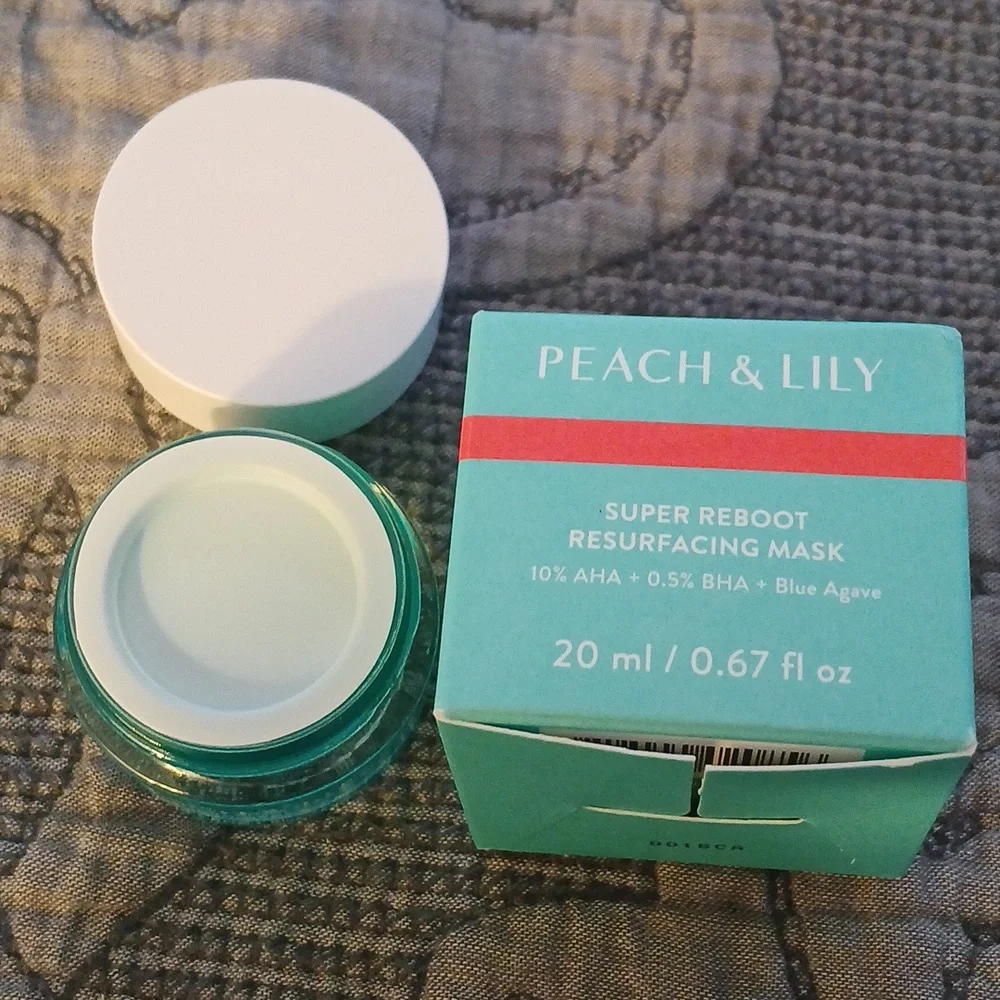 PEACH & LILY
SUPER REBOOT
RESURFACING MASK
10% AHA + 0.5% BHA + Blue Agave
20 ml / 0.67 fl oz